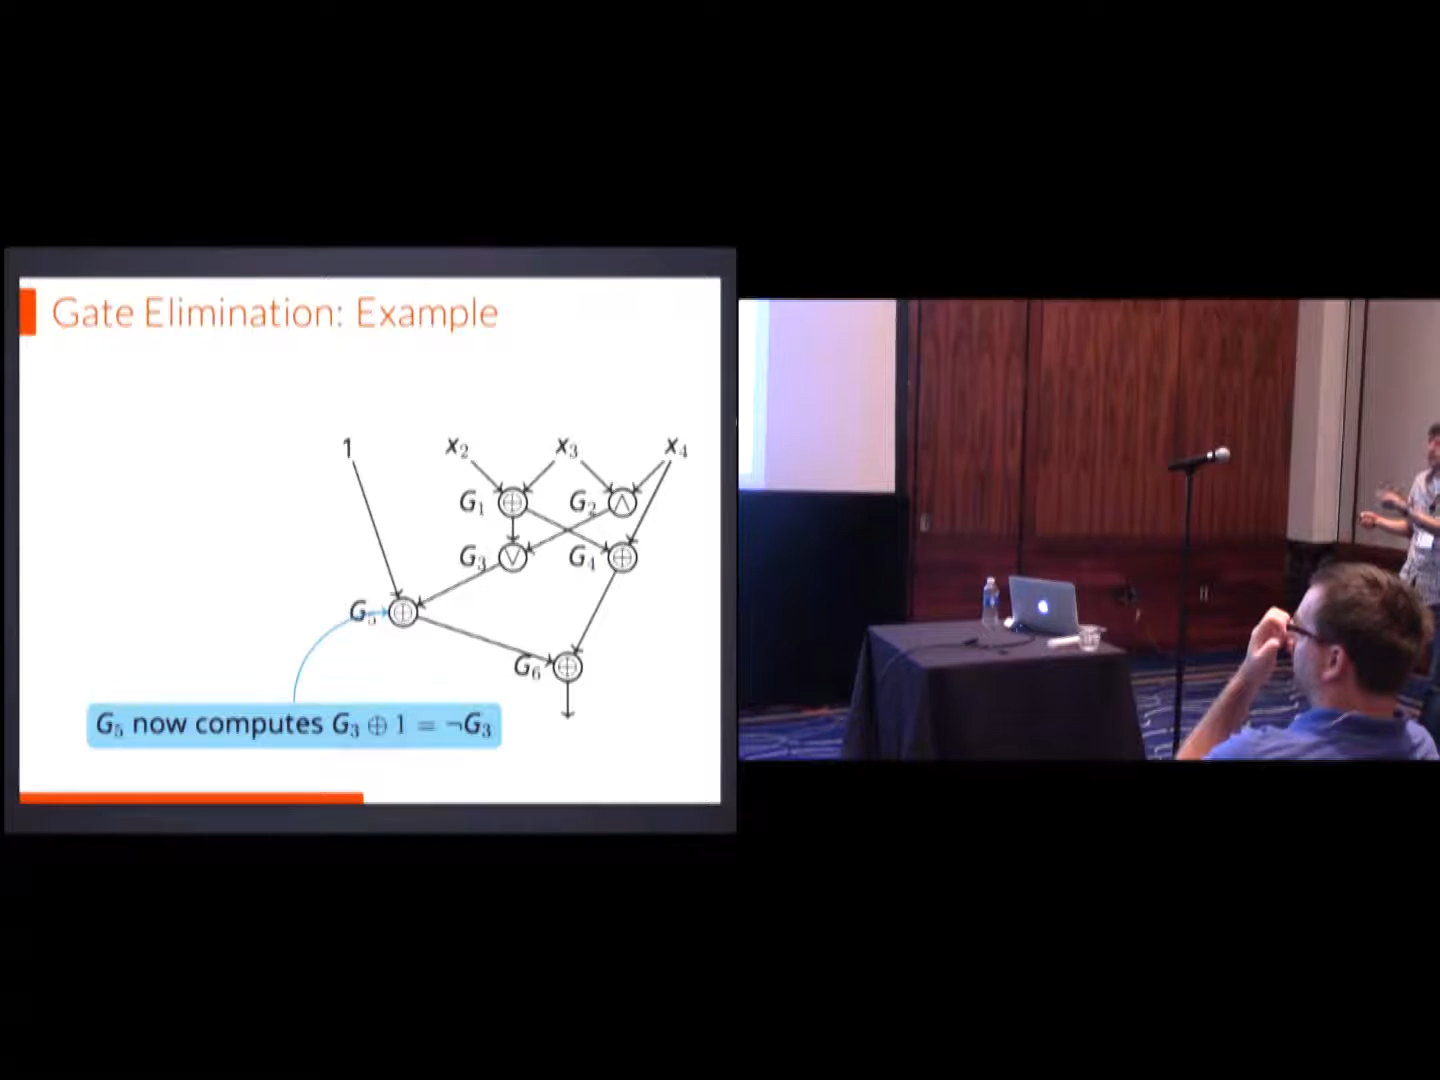 Gate Elimination: Example
1 x₂ x₃ x₄
G₁ ⊕ G₂ ∧
G₃ ∨ G₄ ⊕
G₅ ⊕
G₆ ⊕
G₅ now computes G₃ ⊕ 1 = ¬G₃